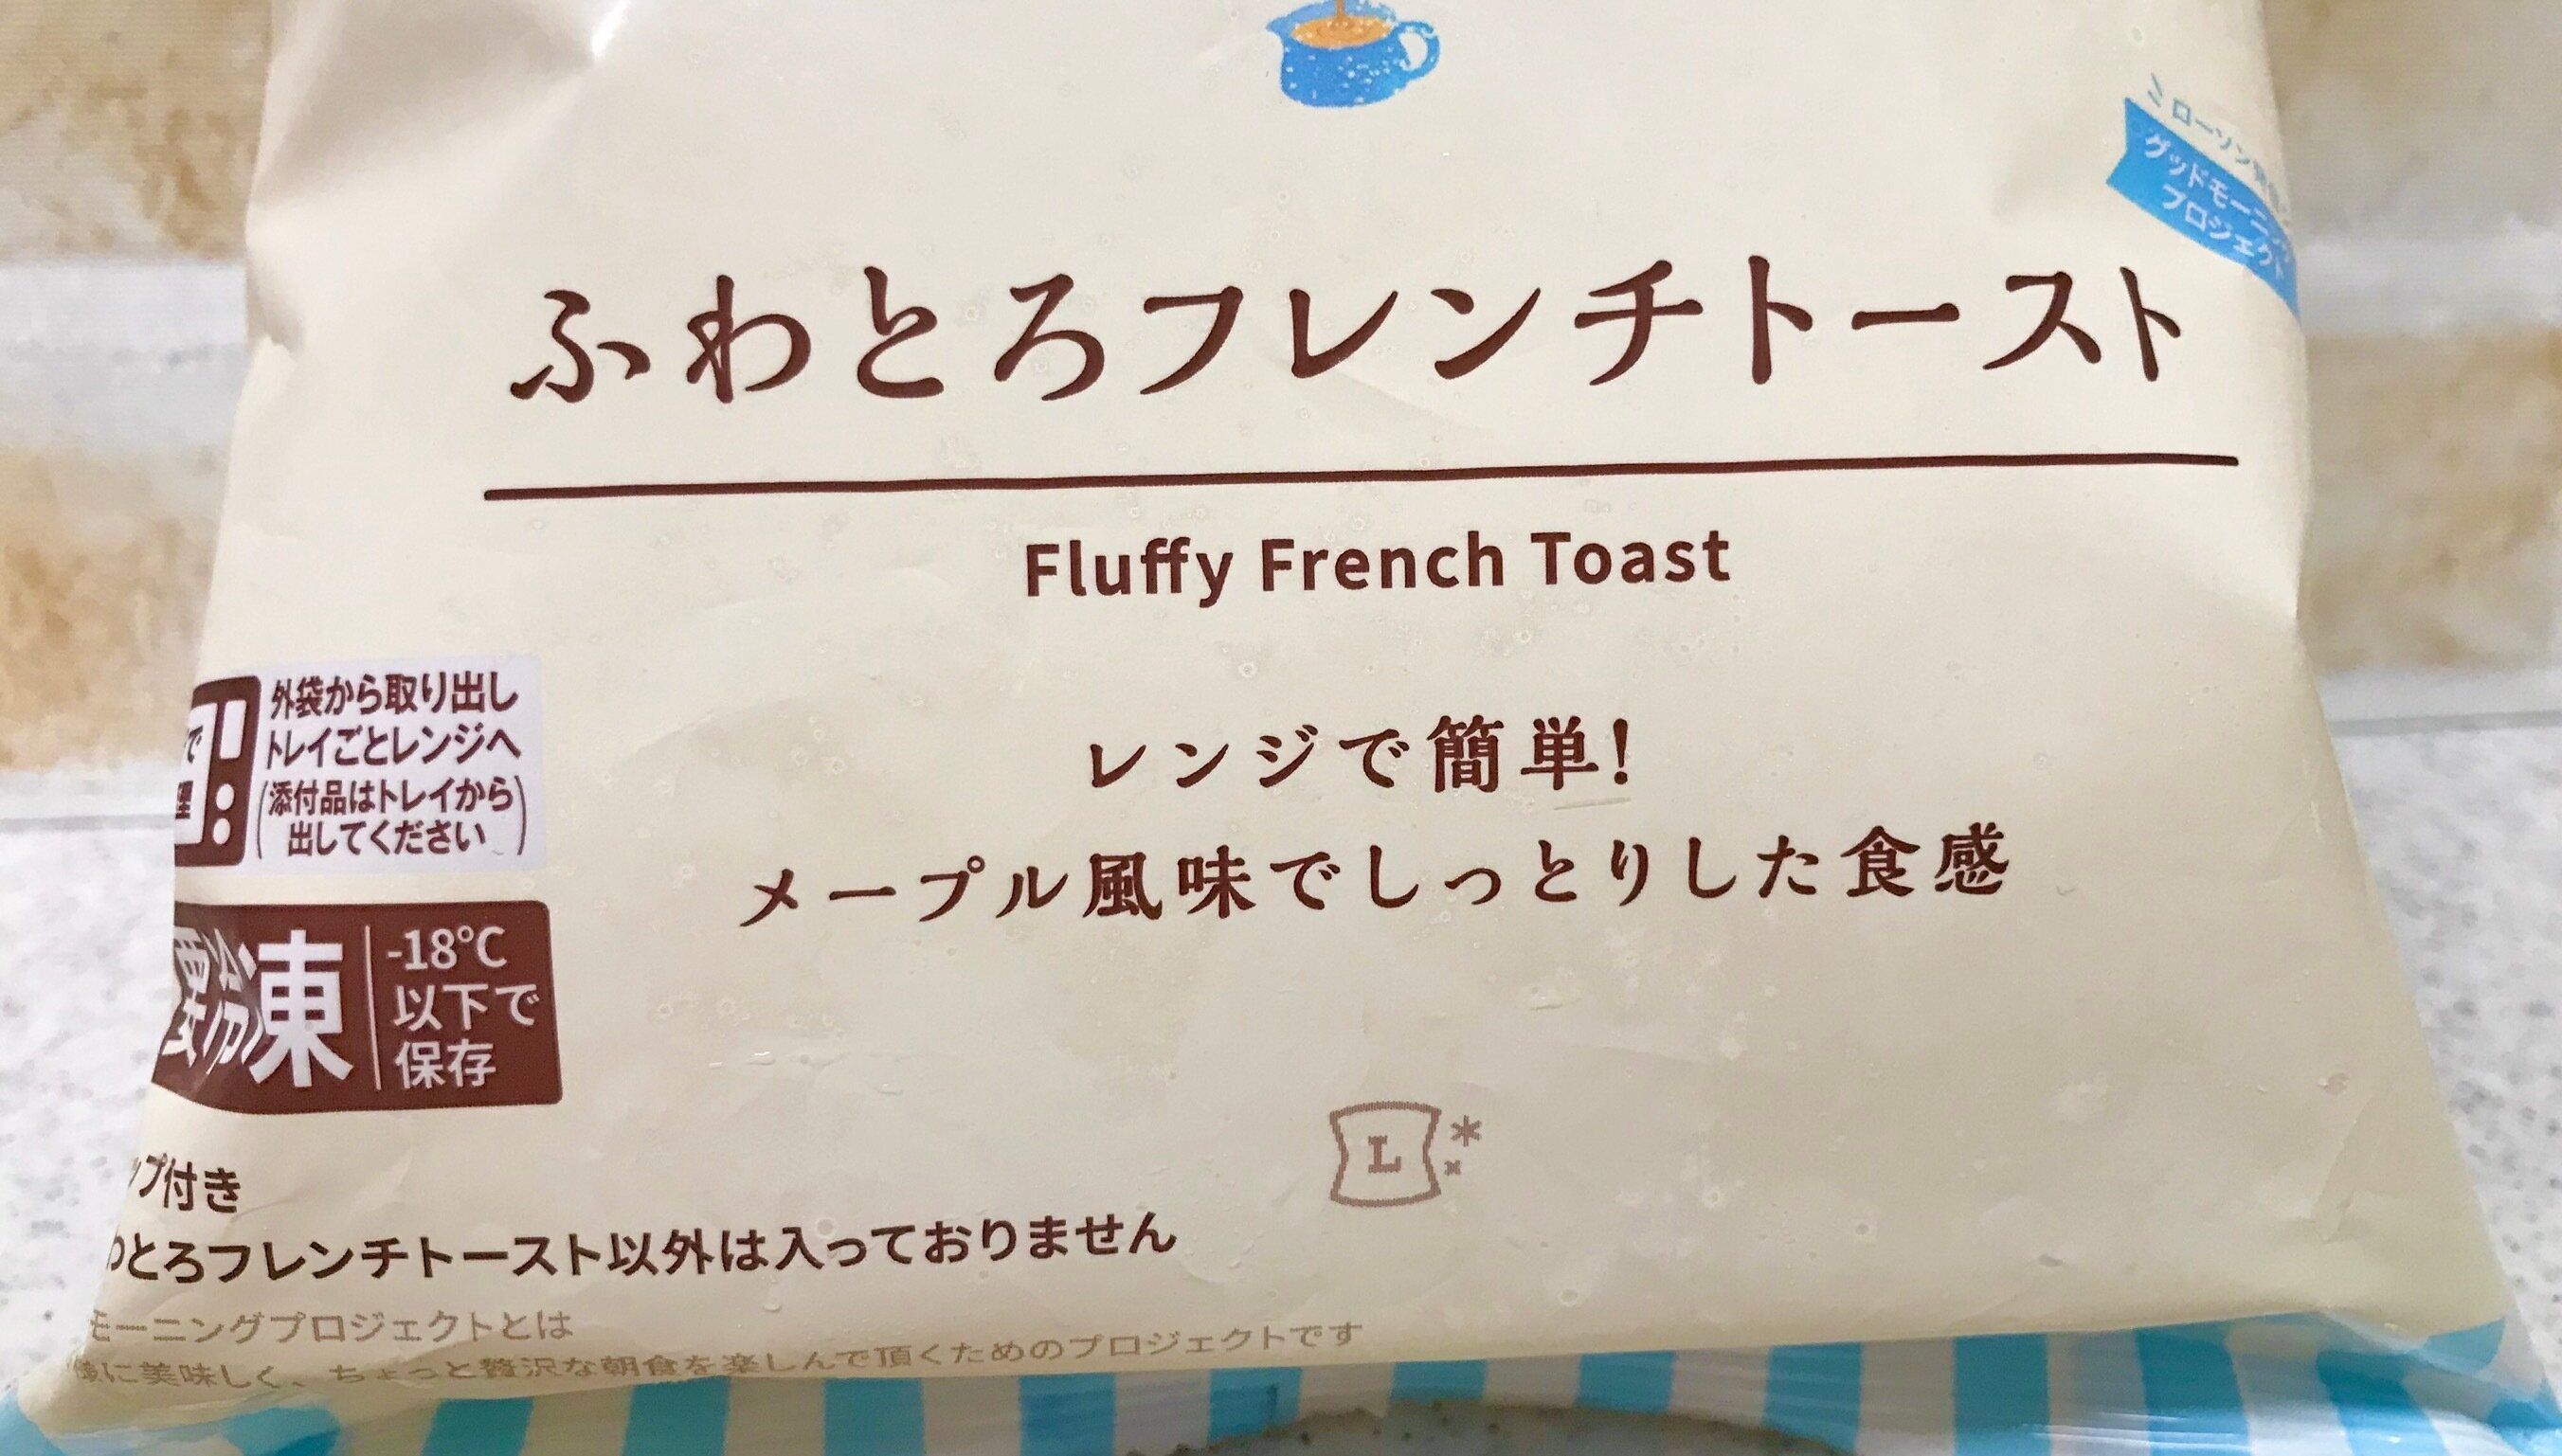 グッドモーニング
プロジェクト
ふわとろフレンチトースト
Fluffy French Toast
レンジで簡単!
メープル風味でしっとりした食感
外袋から取り出し
トレイごとレンジへ
(添付品はトレイから
出してください)
要冷凍
-18℃
以下で
保存
プ付き
わとろフレンチトースト以外は入っておりません
L
モーニングプロジェクトとは
に美味しく、ちょっと贅沢な朝食を楽しんで頂くためのプロジェクトです